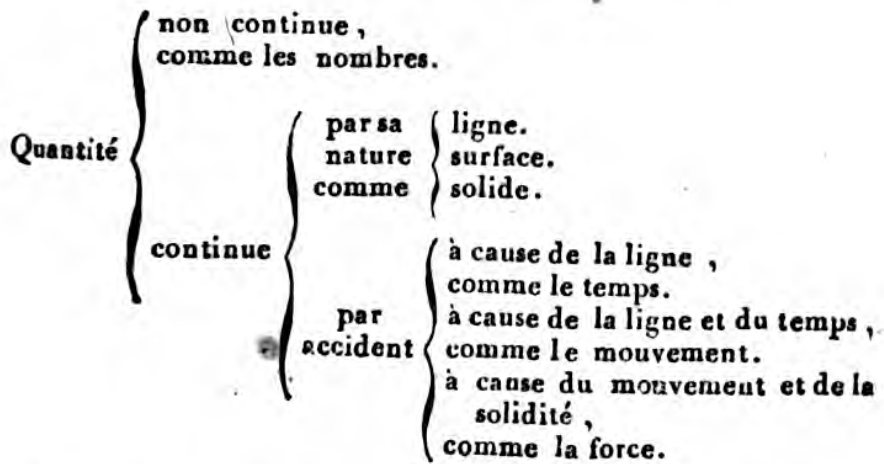 non continue,
comme les nombres.
Quantité
continue
par sa
nature
comme
ligne.
surface.
solide.
par
accident
à cause de la ligne,
comme le temps.
à cause de la ligne et du temps,
comme le mouvement.
à cause du mouvement et de la
solidité,
comme la force.